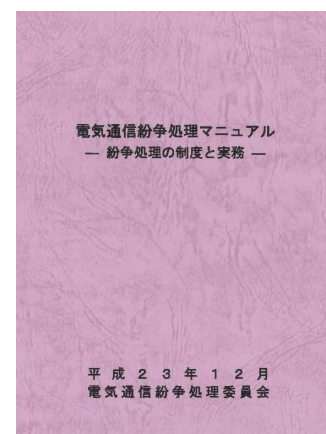 電気通信紛争処理マニュアル
― 紛争処理の制度と実務 ―
平成２３年１２月
電気通信紛争処理委員会